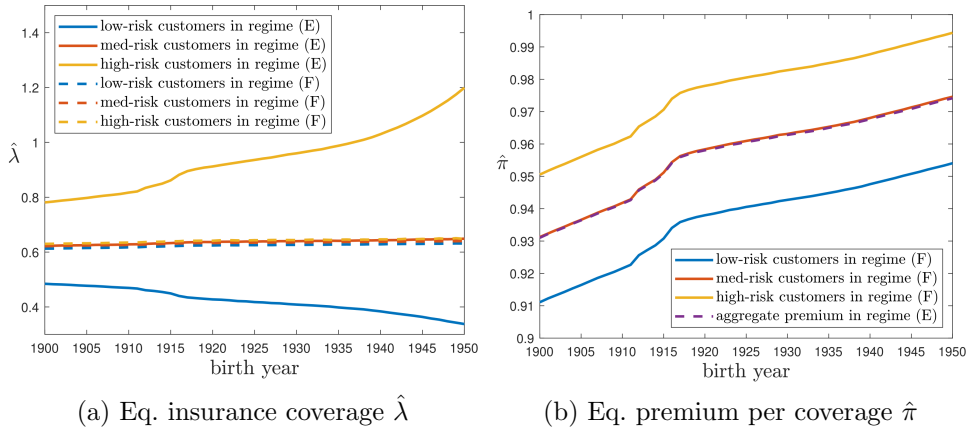 1.4
1.2
1
0.8
0.6
0.4
λ̂
low-risk customers in regime (E)
med-risk customers in regime (E)
high-risk customers in regime (E)
low-risk customers in regime (F)
med-risk customers in regime (F)
high-risk customers in regime (F)
1900 1905 1910 1915 1920 1925 1930 1935 1940 1945 1950
birth year
(a) Eq. insurance coverage λ̂
1
0.99
0.98
0.97
0.96
0.95
0.94
0.93
0.92
0.91
0.9
π̂
low-risk customers in regime (F)
med-risk customers in regime (F)
high-risk customers in regime (F)
aggregate premium in regime (E)
1900 1905 1910 1915 1920 1925 1930 1935 1940 1945 1950
birth year
(b) Eq. premium per coverage π̂